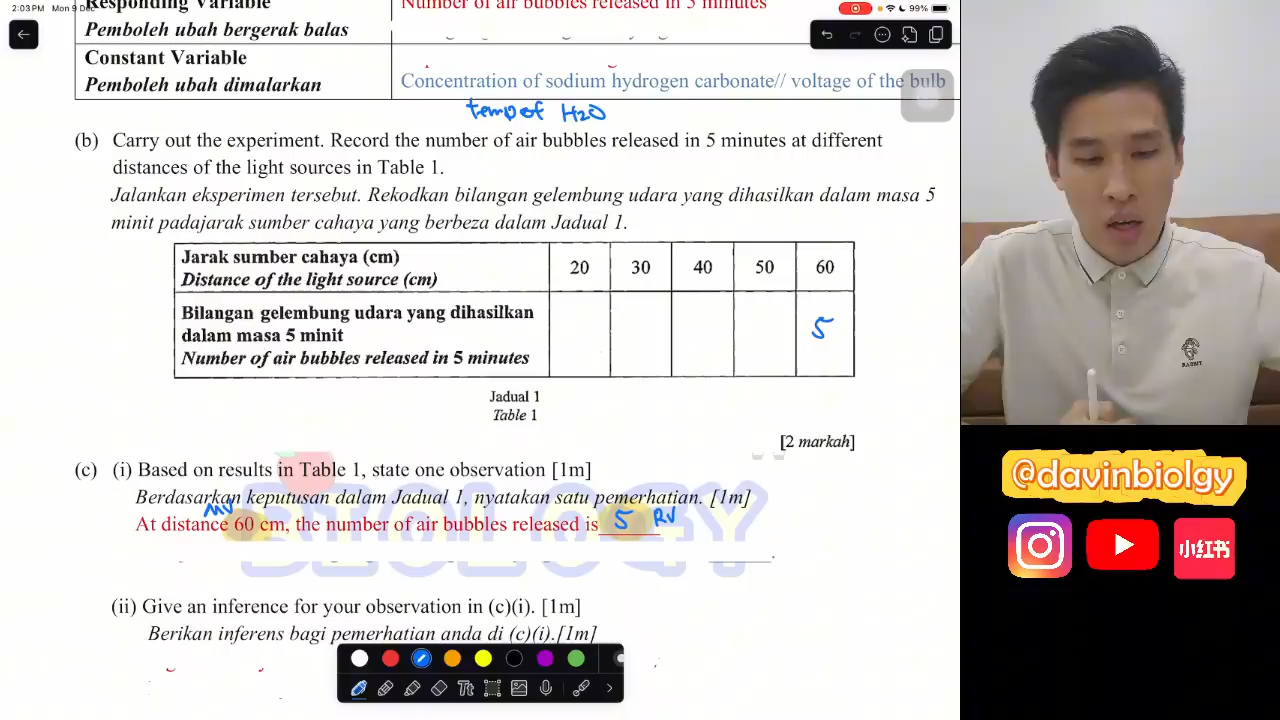 2:03 PM Mon 9 Dec
99%
Responding Variable
Number of air bubbles released in 5 minutes
Pemboleh ubah bergerak balas
Constant Variable
Pemboleh ubah dimalarkan
Concentration of sodium hydrogen carbonate// voltage of the bulb
temp of H2O
(b) Carry out the experiment. Record the number of air bubbles released in 5 minutes at different
distances of the light sources in Table 1.
Jalankan eksperimen tersebut. Rekodkan bilangan gelembung udara yang dihasilkan dalam masa 5
minit padajarak sumber cahaya yang berbeza dalam Jadual 1.
Jarak sumber cahaya (cm)
Distance of the light source (cm)
20 30 40 50 60
Bilangan gelembung udara yang dihasilkan
dalam masa 5 minit
Number of air bubbles released in 5 minutes
5
Jadual 1
Table 1
[2 markah]
(c) (i) Based on results in Table 1, state one observation [1m]
Berdasarkan keputusan dalam Jadual 1, nyatakan satu pemerhatian. [1m]
MV
At distance 60 cm, the number of air bubbles released is 5 RV
BIOLOGY
(ii) Give an inference for your observation in (c)(i). [1m]
Berikan inferens bagi pemerhatian anda di (c)(i).[1m]
Tt
RABBIT
@davinbiolgy
小红书